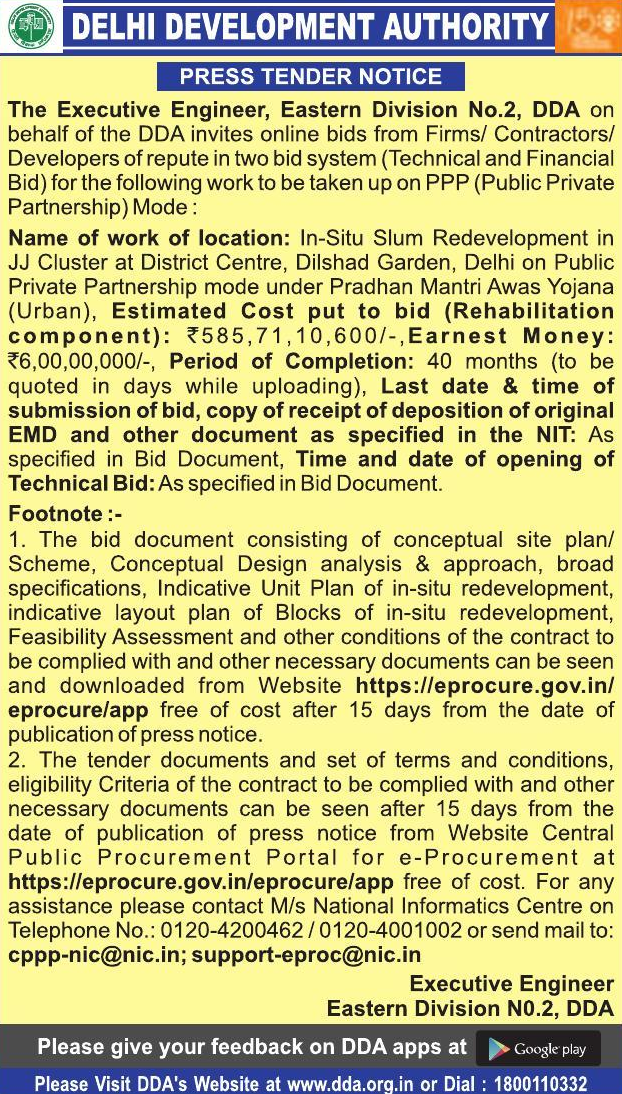 DELHI DEVELOPMENT AUTHORITY
PRESS TENDER NOTICE
The Executive Engineer, Eastern Division No.2, DDA on
behalf of the DDA invites online bids from Firms/ Contractors/
Developers of repute in two bid system (Technical and Financial
Bid) for the following work to be taken up on PPP (Public Private
Partnership) Mode :
Name of work of location: In-Situ Slum Redevelopment in
JJ Cluster at District Centre, Dilshad Garden, Delhi on Public
Private Partnership mode under Pradhan Mantri Awas Yojana
(Urban), Estimated Cost put to bid (Rehabilitation
component): ₹585,71,10,600/-,Earnest Money:
₹6,00,00,000/-, Period of Completion: 40 months (to be
quoted in days while uploading), Last date & time of
submission of bid, copy of receipt of deposition of original
EMD and other document as specified in the NIT: As
specified in Bid Document, Time and date of opening of
Technical Bid: As specified in Bid Document.
Footnote :-
1. The bid document consisting of conceptual site plan/
Scheme, Conceptual Design analysis & approach, broad
specifications, Indicative Unit Plan of in-situ redevelopment,
indicative layout plan of Blocks of in-situ redevelopment,
Feasibility Assessment and other conditions of the contract to
be complied with and other necessary documents can be seen
and downloaded from Website https://eprocure.gov.in/
eprocure/app free of cost after 15 days from the date of
publication of press notice.
2. The tender documents and set of terms and conditions,
eligibility Criteria of the contract to be complied with and other
necessary documents can be seen after 15 days from the
date of publication of press notice from Website Central
Public Procurement Portal for e-Procurement at
https://eprocure.gov.in/eprocure/app free of cost. For any
assistance please contact M/s National Informatics Centre on
Telephone No.: 0120-4200462 / 0120-4001002 or send mail to:
cppp-nic@nic.in; support-eproc@nic.in
Executive Engineer
Eastern Division N0.2, DDA
Please give your feedback on DDA apps at Google play
Please Visit DDA's Website at www.dda.org.in or Dial : 1800110332